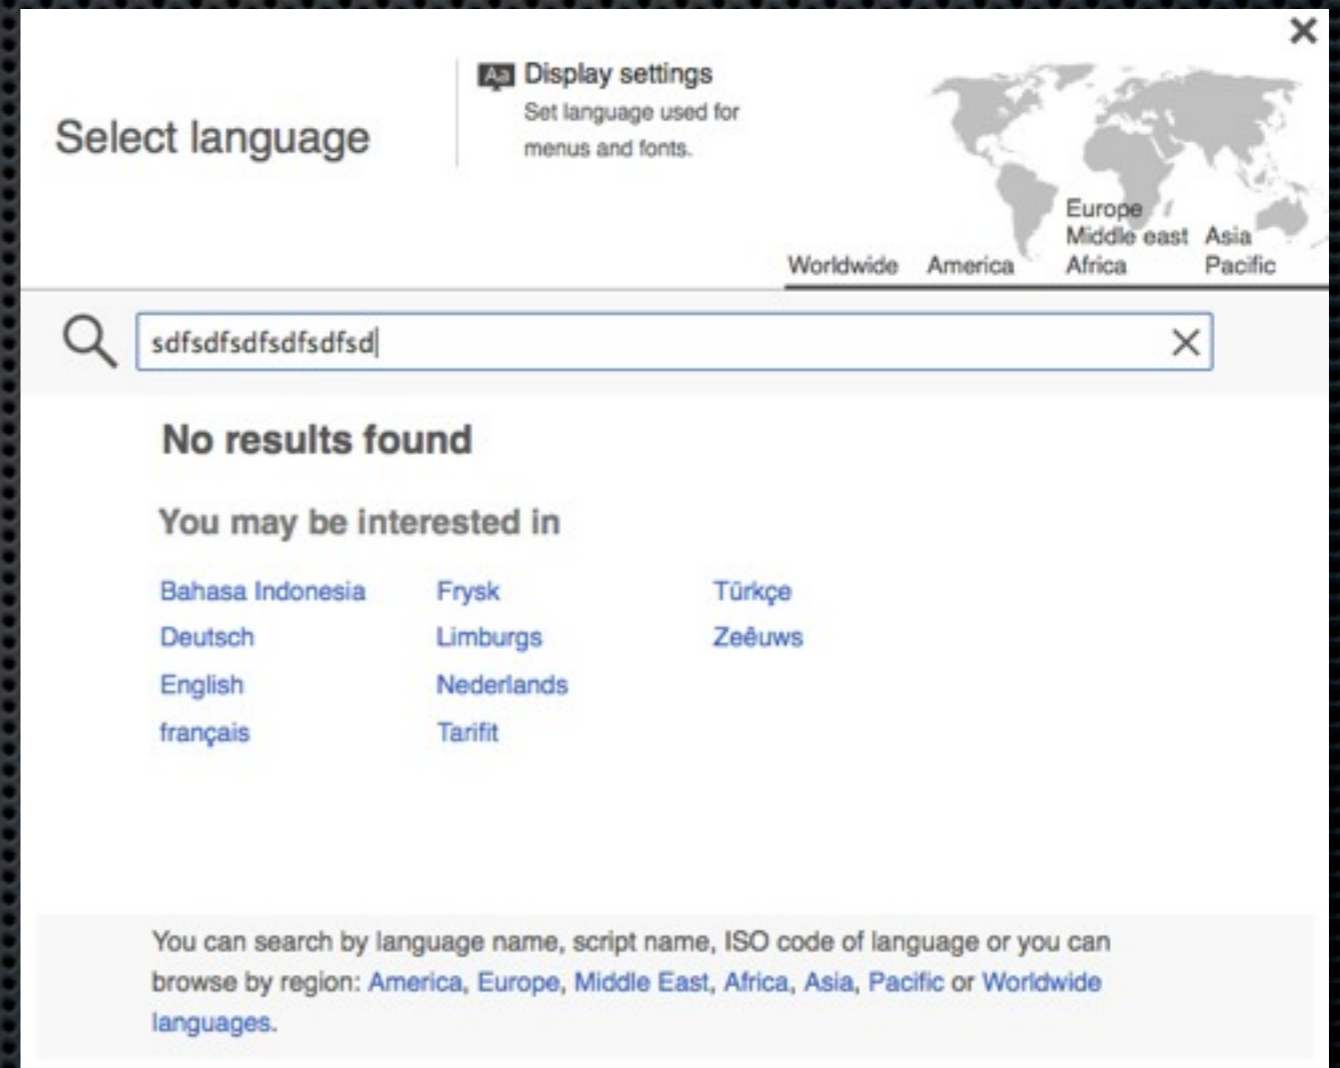 Select language
Aa Display settings
Set language used for
menus and fonts.
Worldwide
America
Europe
Middle east
Africa
Asia
Pacific
sdfsdfsdfsdfsdfsd
No results found
You may be interested in
Bahasa Indonesia
Deutsch
English
français
Frysk
Limburgs
Nederlands
Tarifit
Türkçe
Zeêuws
You can search by language name, script name, ISO code of language or you can
browse by region: America, Europe, Middle East, Africa, Asia, Pacific or Worldwide
languages.